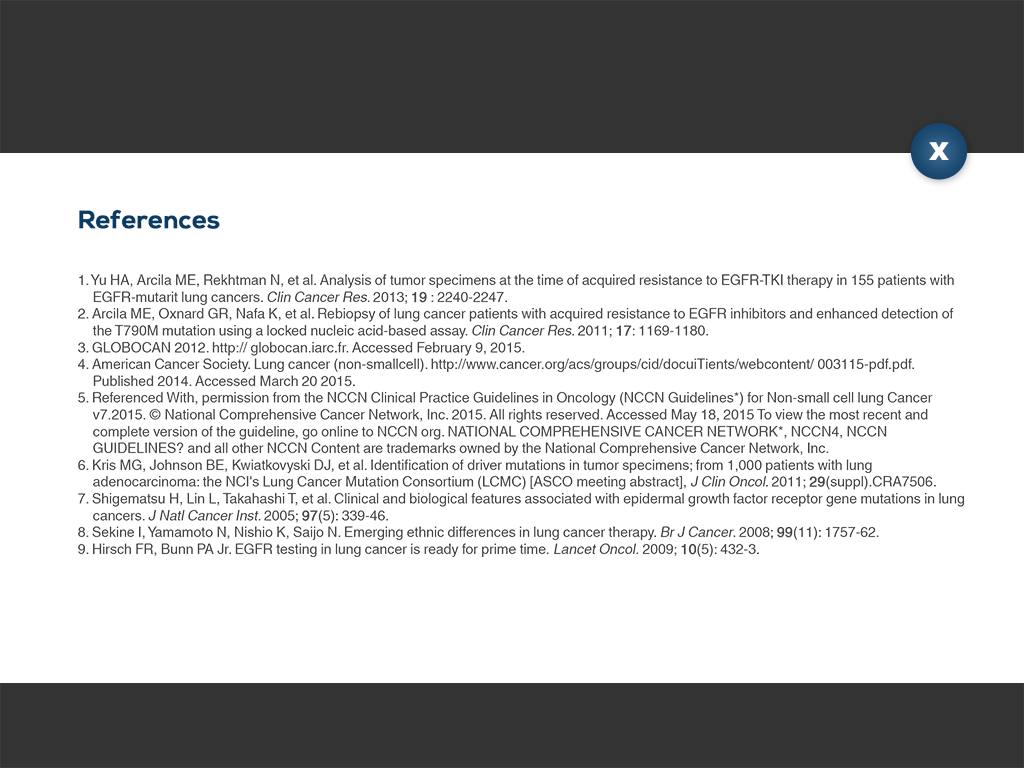 X
References
1. Yu HA, Arcila ME, Rekhtman N, et al. Analysis of tumor specimens at the time of acquired resistance to EGFR-TKI therapy in 155 patients with
EGFR-mutarit lung cancers. Clin Cancer Res. 2013; 19 : 2240-2247.
2. Arcila ME, Oxnard GR, Nafa K, et al. Rebiopsy of lung cancer patients with acquired resistance to EGFR inhibitors and enhanced detection of
the T790M mutation using a locked nucleic acid-based assay. Clin Cancer Res. 2011; 17: 1169-1180.
3. GLOBOCAN 2012. http:// globocan.iarc.fr. Accessed February 9, 2015.
4. American Cancer Society. Lung cancer (non-smallcell). http://www.cancer.org/acs/groups/cid/docuiTients/webcontent/ 003115-pdf.pdf.
Published 2014. Accessed March 20 2015.
5. Referenced With, permission from the NCCN Clinical Practice Guidelines in Oncology (NCCN Guidelines*) for Non-small cell lung Cancer
v7.2015. © National Comprehensive Cancer Network, Inc. 2015. All rights reserved. Accessed May 18, 2015 To view the most recent and
complete version of the guideline, go online to NCCN org. NATIONAL COMPREHENSIVE CANCER NETWORK*, NCCN4, NCCN
GUIDELINES? and all other NCCN Content are trademarks owned by the National Comprehensive Cancer Network, Inc.
6. Kris MG, Johnson BE, Kwiatkovyski DJ, et al. Identification of driver mutations in tumor specimens; from 1,000 patients with lung
adenocarcinoma: the NCI's Lung Cancer Mutation Consortium (LCMC) [ASCO meeting abstract], J Clin Oncol. 2011; 29(suppl).CRA7506.
7. Shigematsu H, Lin L, Takahashi T, et al. Clinical and biological features associated with epidermal growth factor receptor gene mutations in lung
cancers. J Natl Cancer Inst. 2005; 97(5): 339-46.
8. Sekine I, Yamamoto N, Nishio K, Saijo N. Emerging ethnic differences in lung cancer therapy. Br J Cancer. 2008; 99(11): 1757-62.
9. Hirsch FR, Bunn PA Jr. EGFR testing in lung cancer is ready for prime time. Lancet Oncol. 2009; 10(5): 432-3.